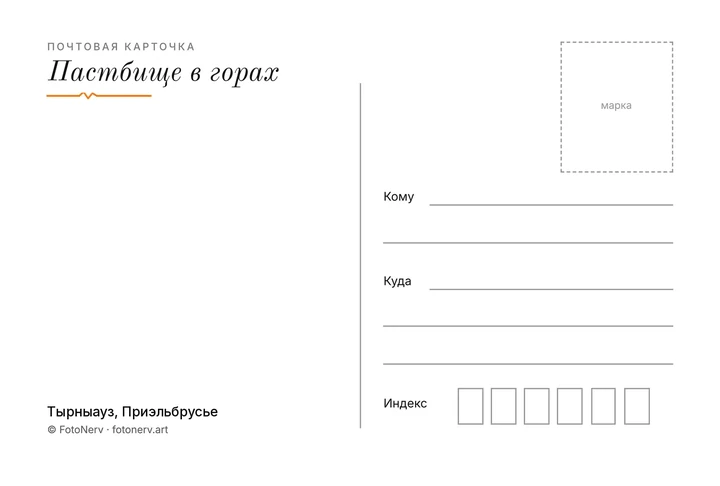 ПОЧТОВАЯ КАРТОЧКА
Пастбище в горах
марка
Кому
Куда
Индекс
Тырныауз, Приэльбрусье
© FotoNerv · fotonerv.art